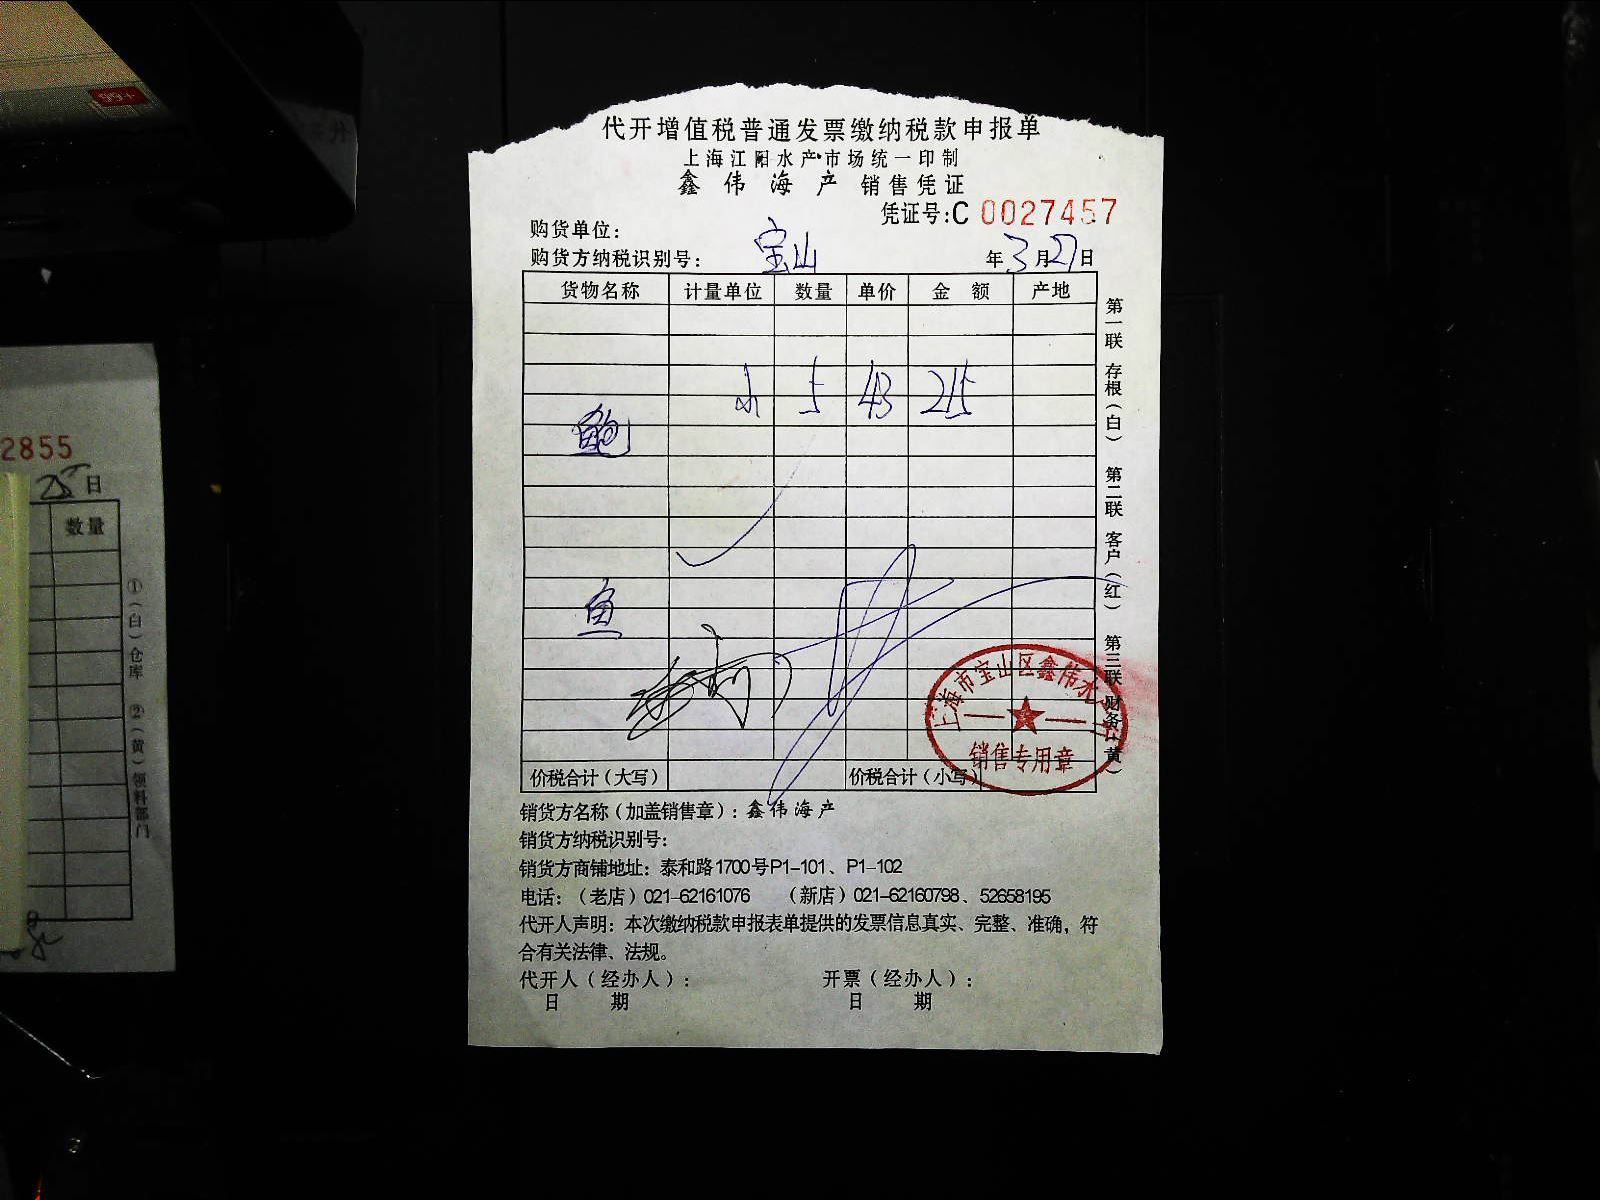 代开增值税普通发票缴纳税款申报单
上海江阳水产市场统一印制
鑫伟海产 销售凭证
凭证号:C 0027457
购货单位:
购货方纳税识别号: 宝山 年3月27日
货物名称 计量单位 数量 单价 金额 产地
小 5 43 215
鲍
鱼
价税合计(大写) 价税合计(小写)
上海市宝山区鑫伟水
销售专用章
第一联 存根(白) 第二联 客户(红) 第三联 财务(黄)
销货方名称(加盖销售章): 鑫伟海产
销货方纳税识别号:
销货方商铺地址: 泰和路1700号P1-101、P1-102
电话:(老店)021-62161076 (新店)021-62160798、52658195
代开人声明: 本次缴纳税款申报表单提供的发票信息真实、完整、准确, 符
合有关法律、法规。
代开人(经办人): 开票(经办人):
日期 日期
2855
25日
数量
①(白)仓库 ②(黄)领料部门